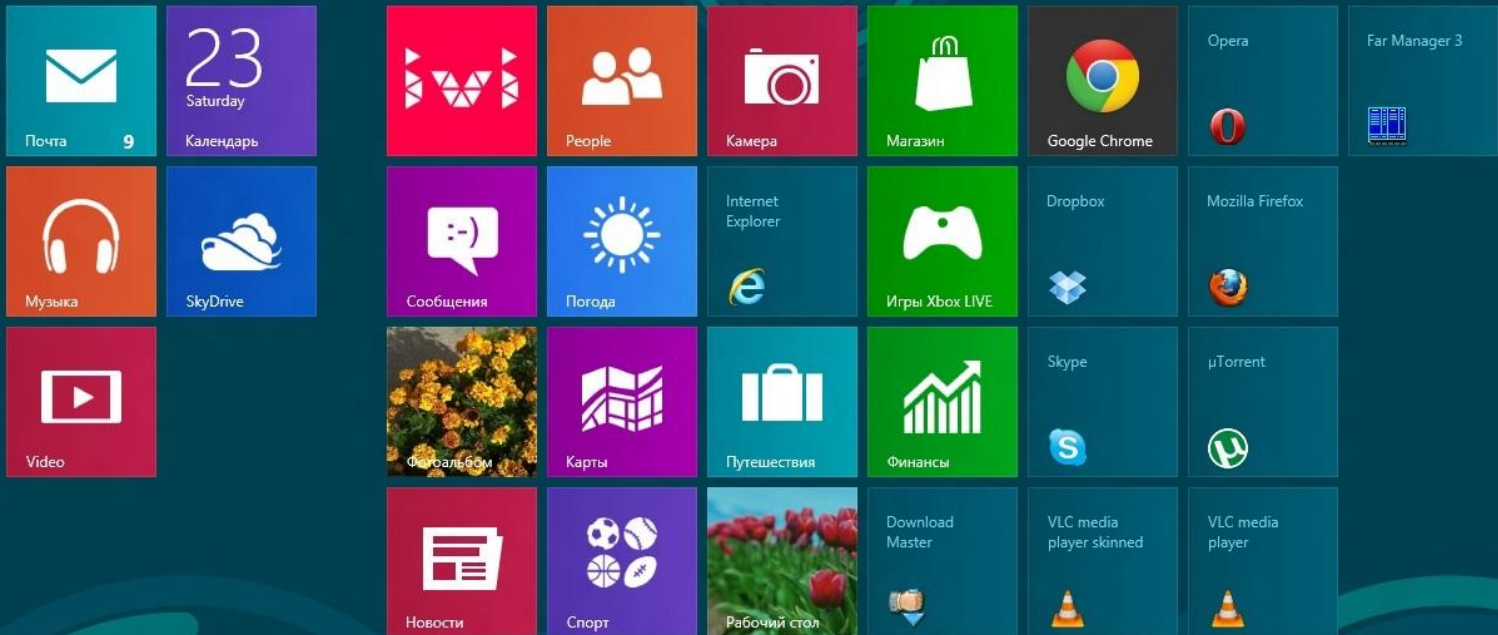 23
Saturday
Почта 9
Календарь
ivi
People
Камера
Магазин
Google Chrome
Opera
Far Manager 3
Музыка
SkyDrive
Сообщения
:-)
Погода
Internet
Explorer
Игры Xbox LIVE
Dropbox
Mozilla Firefox
Video
Фотоальбом
Карты
Путешествия
Финансы
Skype
µTorrent
Новости
Спорт
Рабочий стол
Download
Master
VLC media
player skinned
VLC media
player